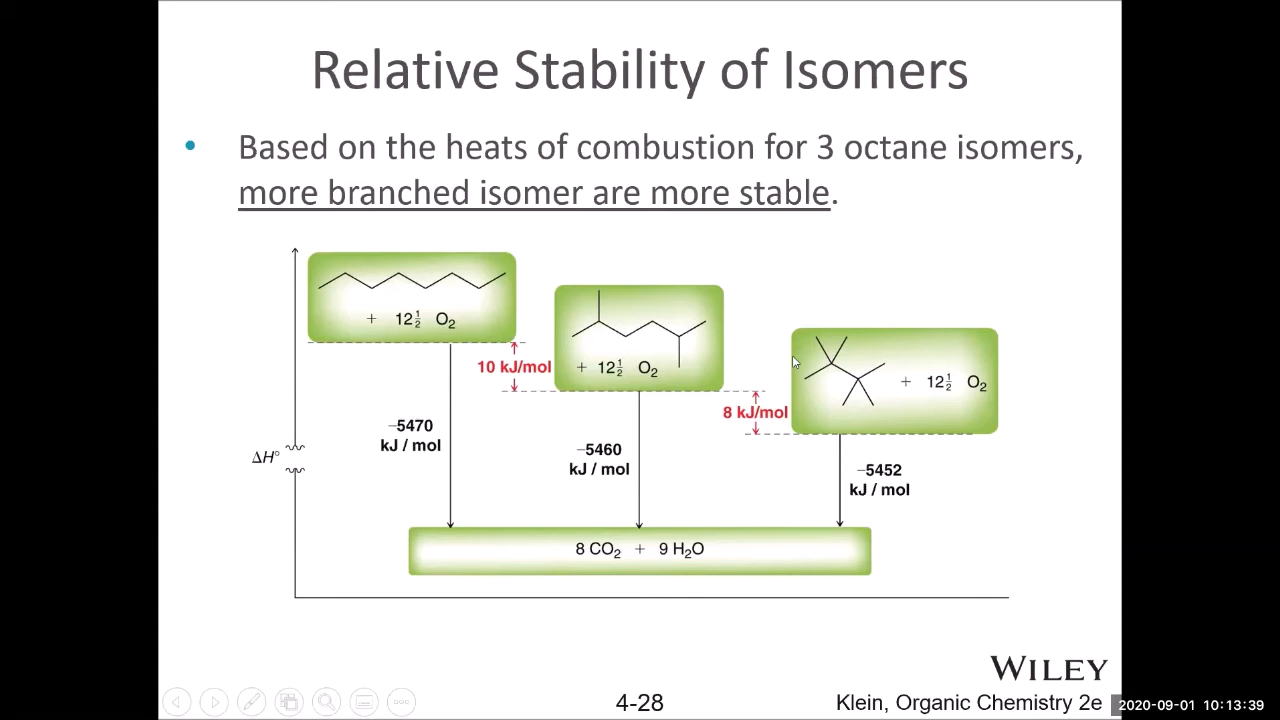 Relative Stability of Isomers
• Based on the heats of combustion for 3 octane isomers,
more branched isomer are more stable.
+ 12½ O₂
10 kJ/mol
+ 12½ O₂
8 kJ/mol
+ 12½ O₂
–5470
kJ / mol
–5460
kJ / mol
–5452
kJ / mol
ΔH°
8 CO₂ + 9 H₂O
WILEY
4-28
Klein, Organic Chemistry 2e
2020-09-01 10:13:39